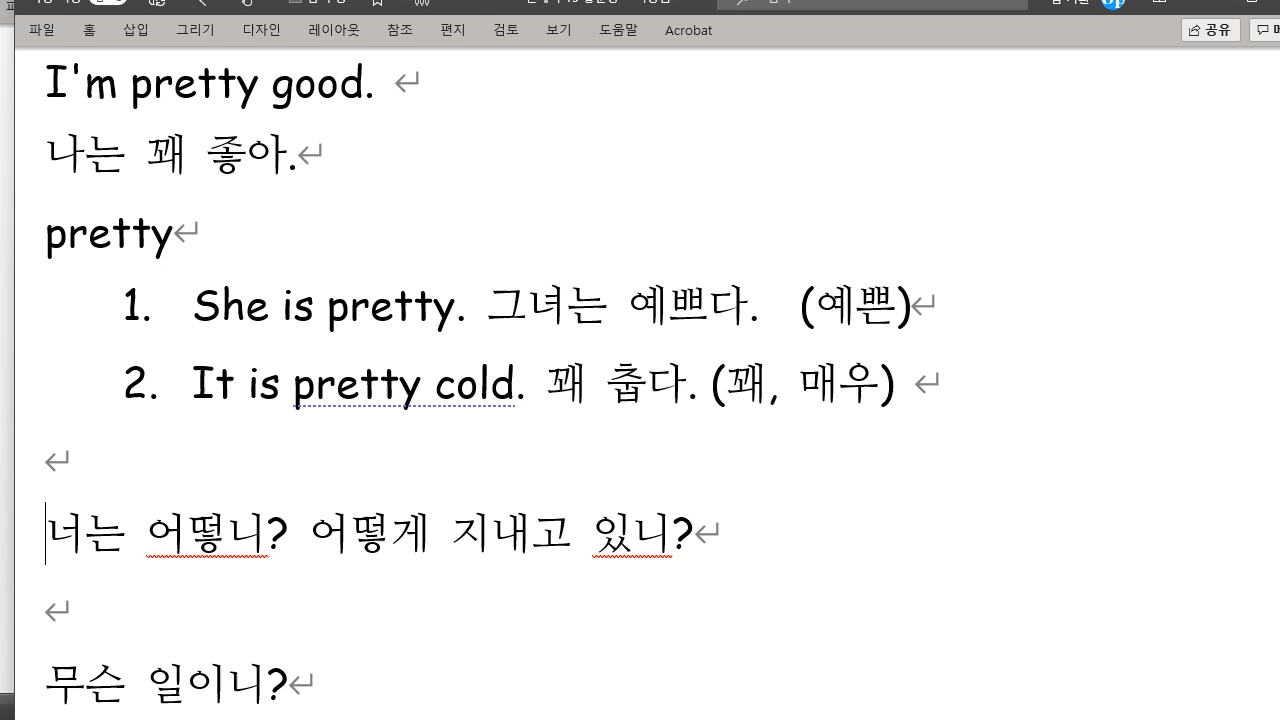 파일 홈 삽입 그리기 디자인 레이아웃 참조 편지 검토 보기 도움말 Acrobat 공유
I'm pretty good.
나는 꽤 좋아.
pretty
1. She is pretty. 그녀는 예쁘다. (예쁜)
2. It is pretty cold. 꽤 춥다. (꽤, 매우)
너는 어떻니? 어떻게 지내고 있니?
무슨 일이니?